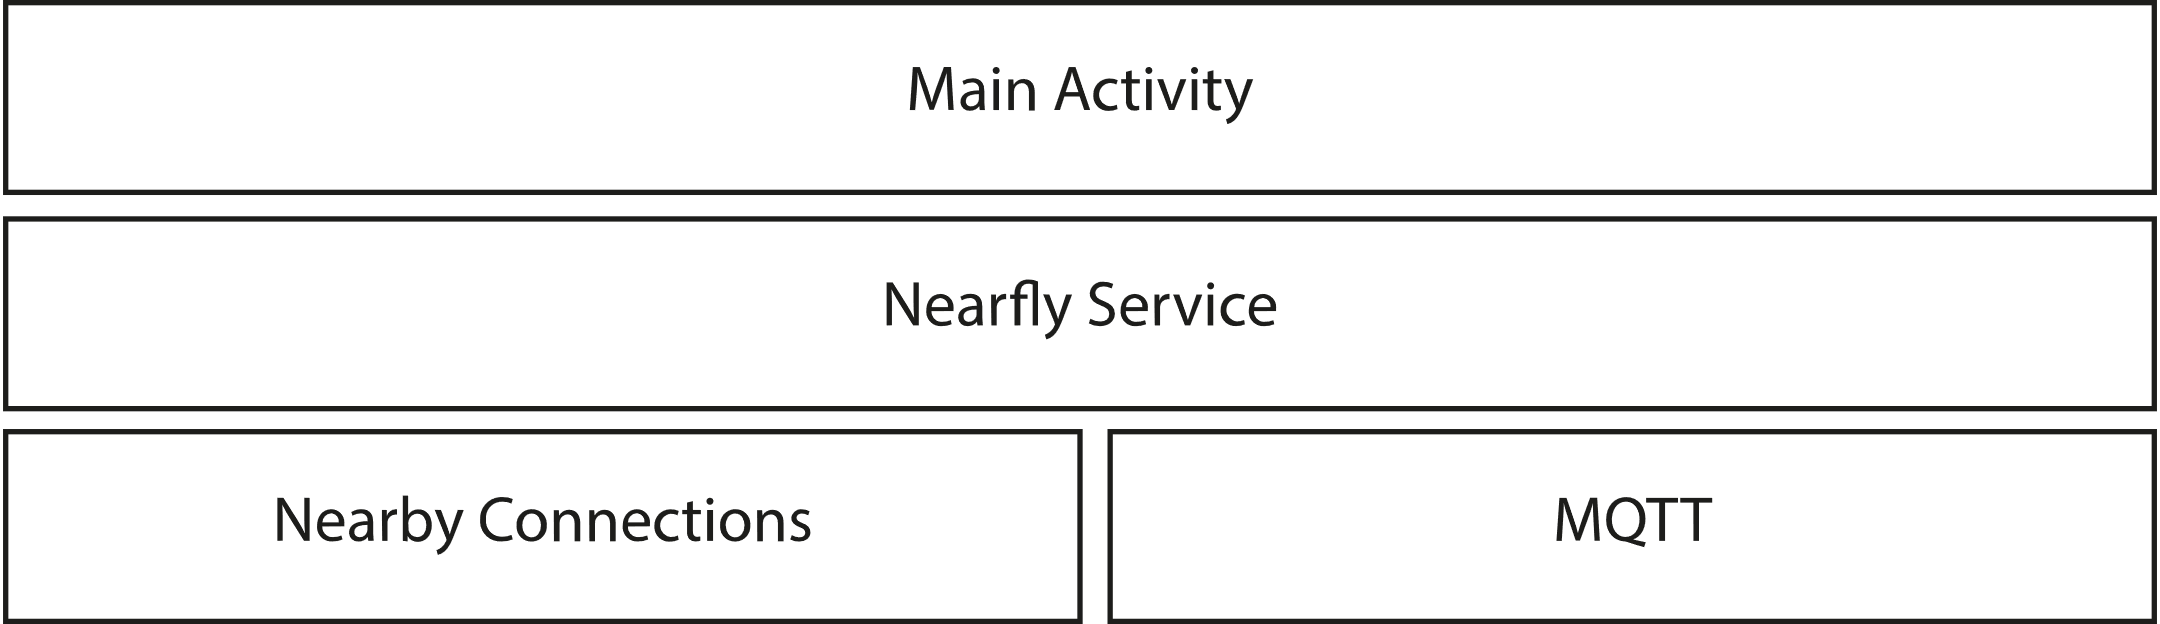 Main Activity
Nearfly Service
Nearby Connections
MQTT